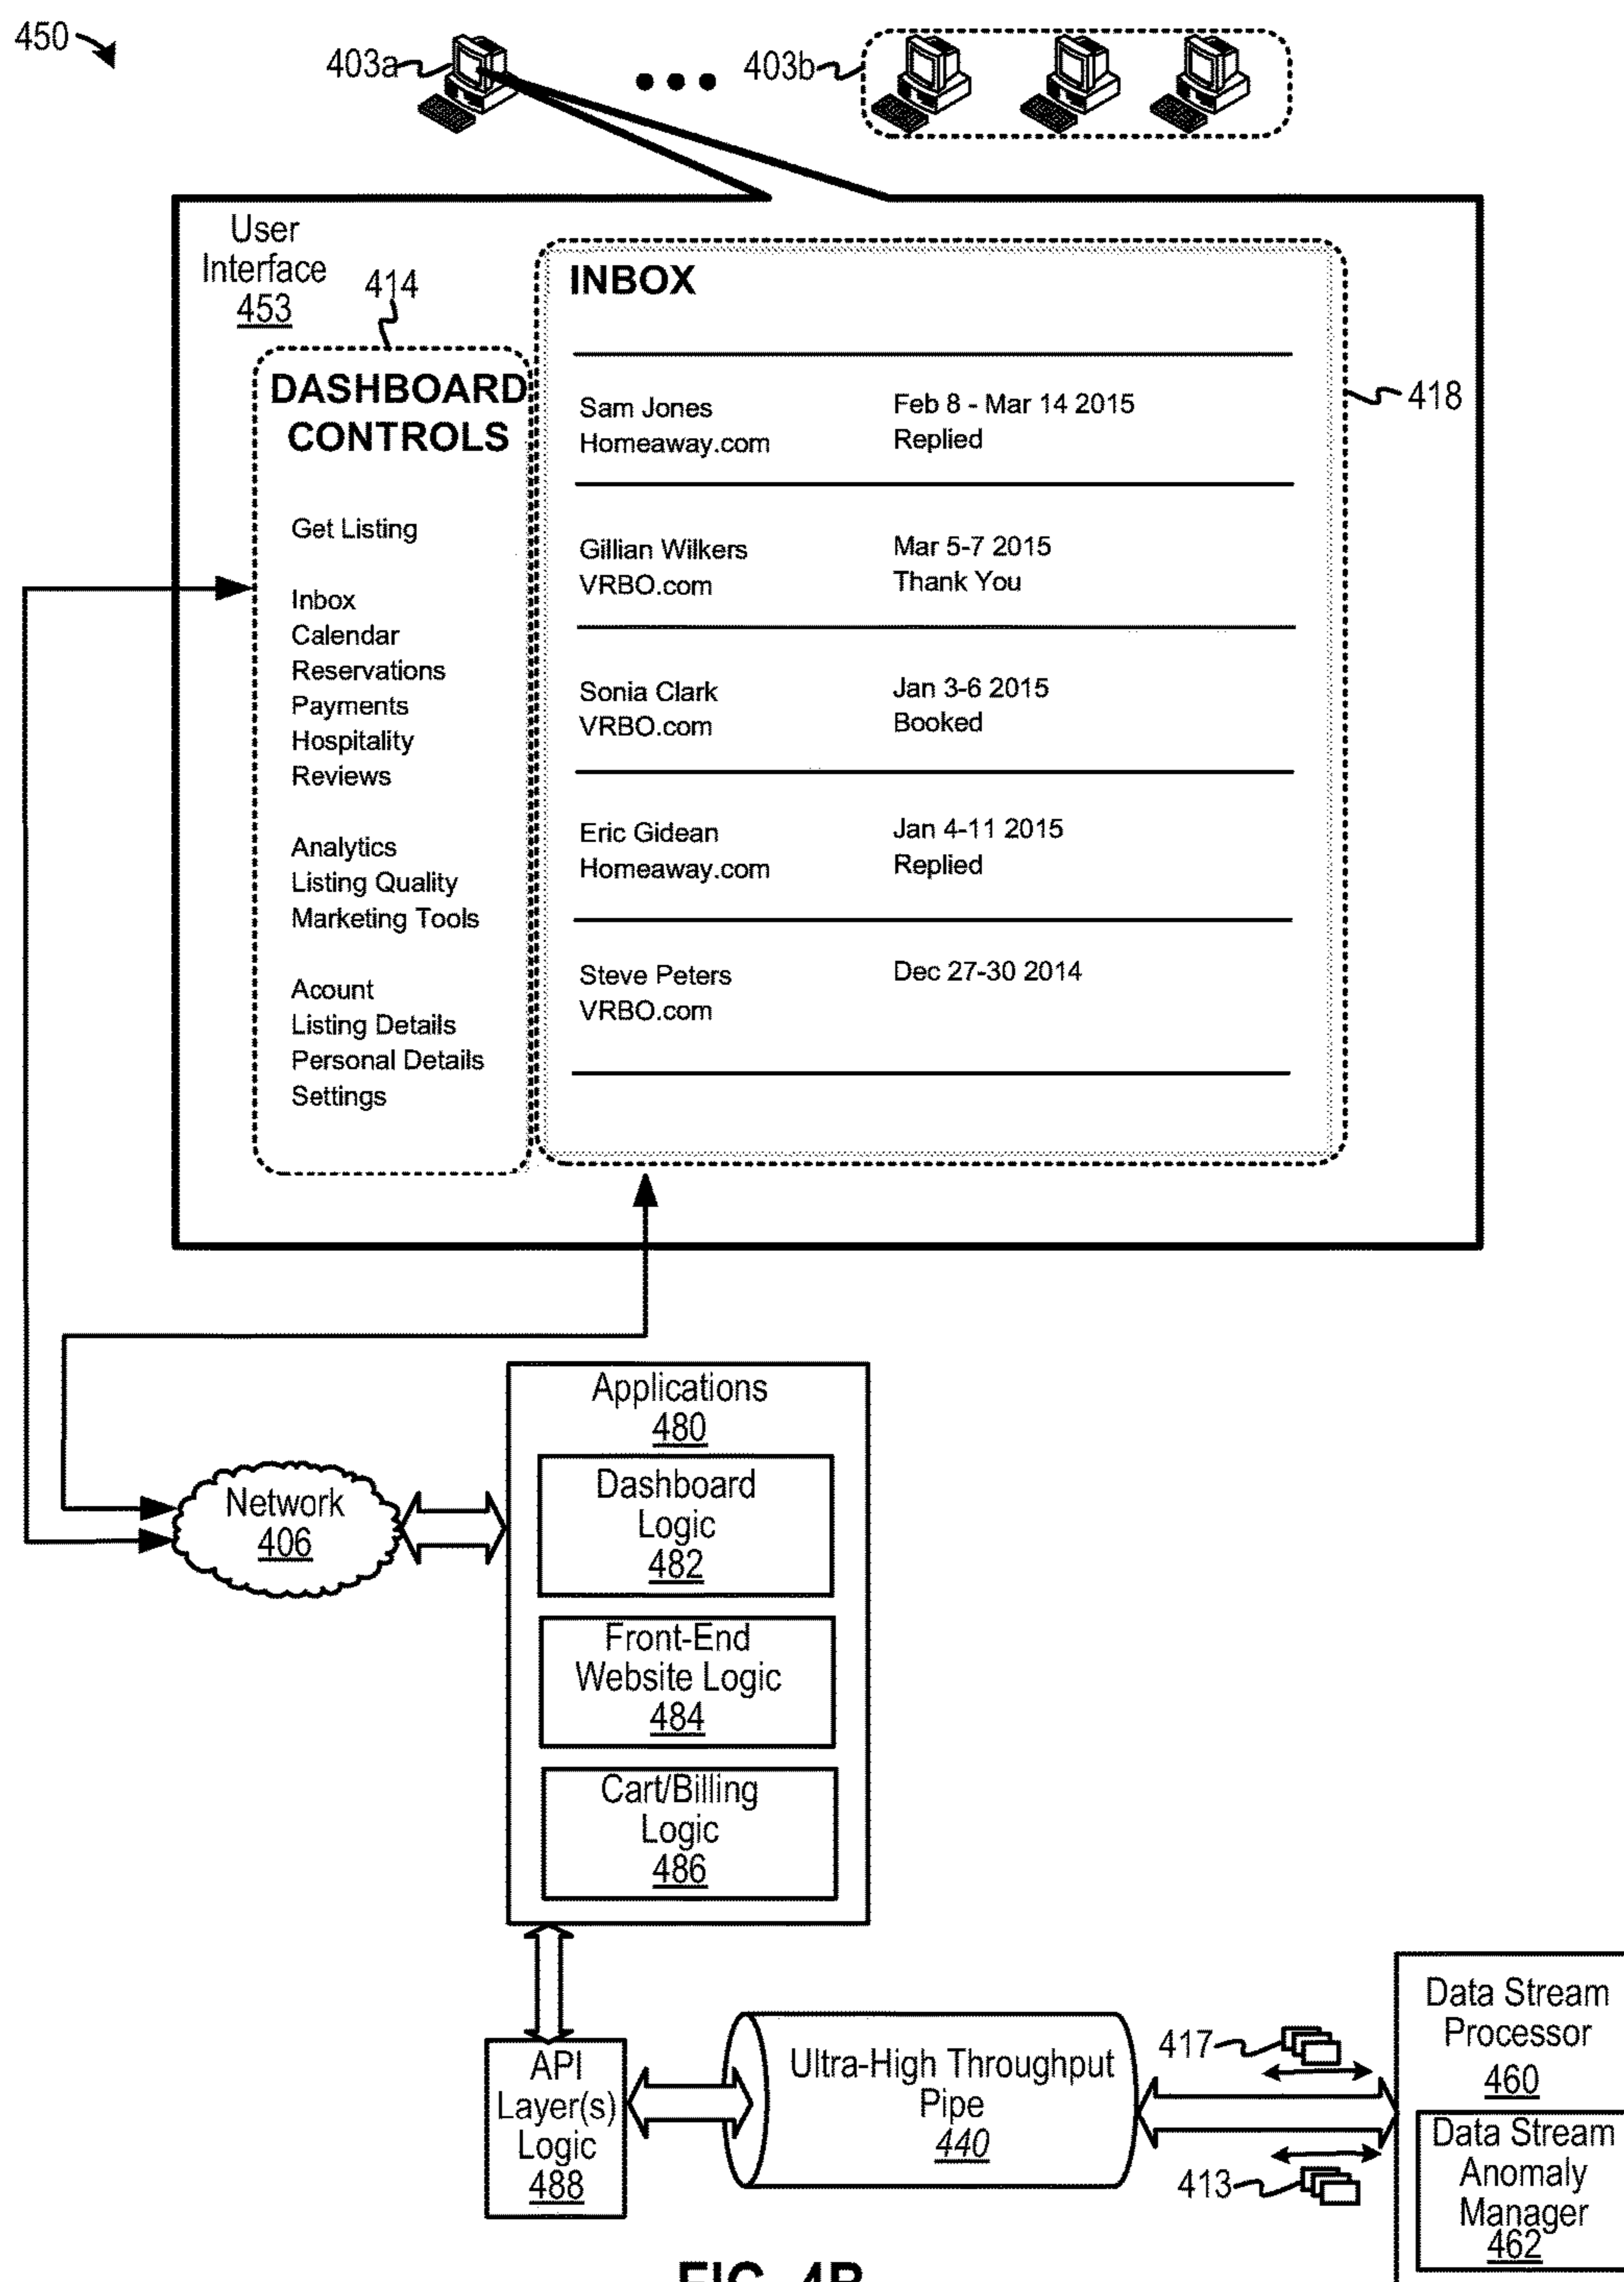 450
403a
403b
User
Interface
453
414
418
DASHBOARD
CONTROLS
Get Listing
Inbox
Calendar
Reservations
Payments
Hospitality
Reviews
Analytics
Listing Quality
Marketing Tools
Acount
Listing Details
Personal Details
Settings
INBOX
Sam Jones Feb 8 - Mar 14 2015
Homeaway.com Replied
Gillian Wilkers Mar 5-7 2015
VRBO.com Thank You
Sonia Clark Jan 3-6 2015
VRBO.com Booked
Eric Gidean Jan 4-11 2015
Homeaway.com Replied
Steve Peters Dec 27-30 2014
VRBO.com
Network
406
Applications
480
Dashboard
Logic
482
Front-End
Website Logic
484
Cart/Billing
Logic
486
API
Layer(s)
Logic
488
Ultra-High Throughput
Pipe
440
417
413
Data Stream
Processor
460
Data Stream
Anomaly
Manager
462
FIG. 4B